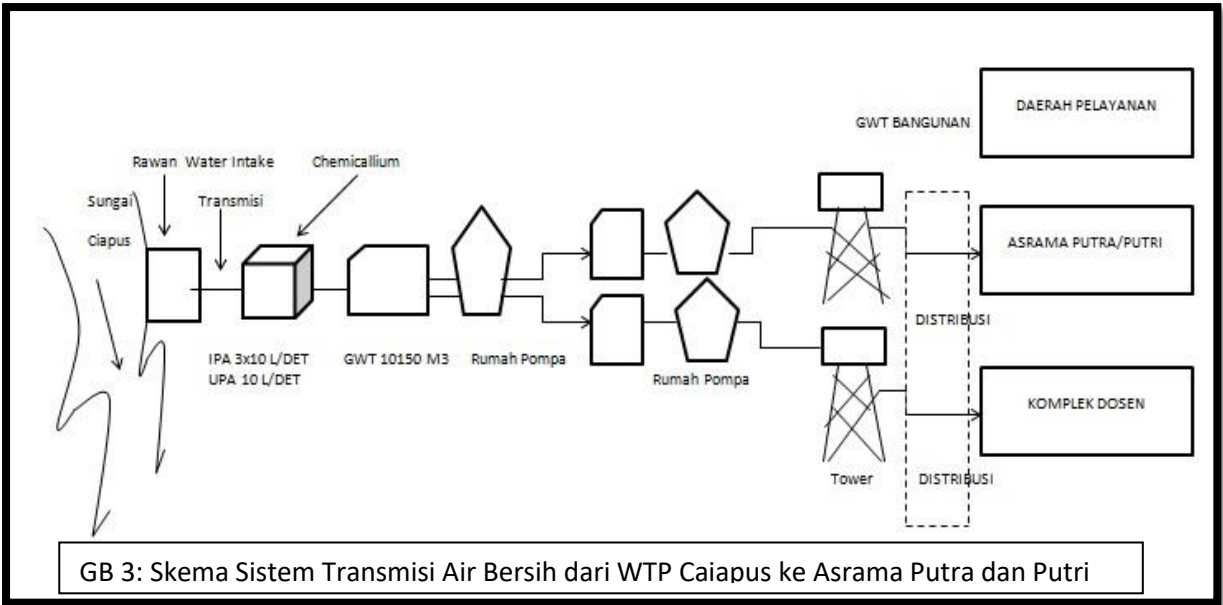 DAERAH PELAYANAN
GWT BANGUNAN
Rawan Water Intake
Chemicallium
Sungai
Transmisi
Ciapus
ASRAMA PUTRA/PUTRI
DISTRIBUSI
IPA 3x10 L/DET
UPA 10 L/DET
GWT 10150 M3
Rumah Pompa
Rumah Pompa
KOMPLEK DOSEN
Tower
DISTRIBUSI
GB 3: Skema Sistem Transmisi Air Bersih dari WTP Caiapus ke Asrama Putra dan Putri